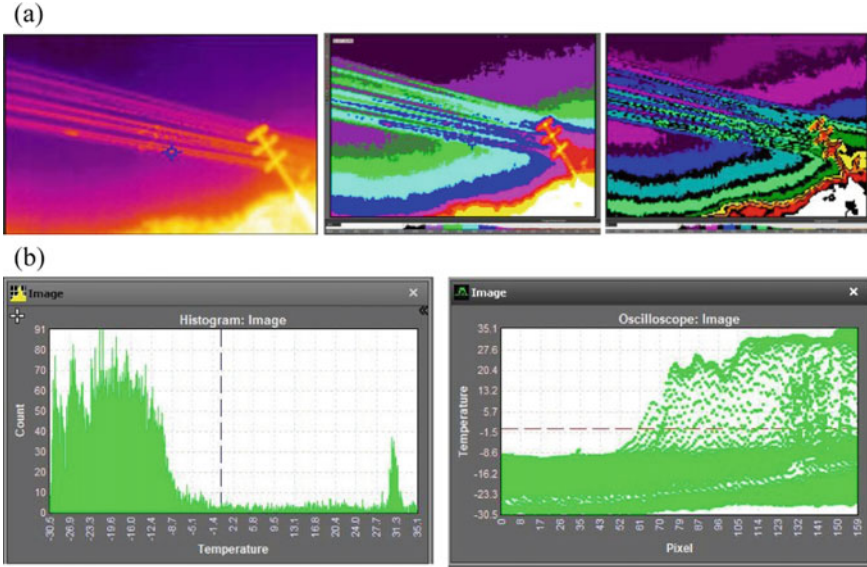 (a)
(b)
Image
Histogram: Image
Count
91
80
70
60
50
40
30
20
10
0
-30.5 -26.9 -23.3 -19.6 -16.0 -12.4 -8.7 -5.1 -1.4 2.2 5.8 9.5 13.1 16.8 20.4 24.0 27.7 31.3 35.1
Temperature
Image
Oscilloscope: Image
Temperature
35.1
27.6
20.4
13.2
5.7
-1.5
-8.6
-16.2
-23.3
-30.5
0 8 17 26 35 43 52 61 70 79 87 96 105 114 123 132 141 150 159
Pixel